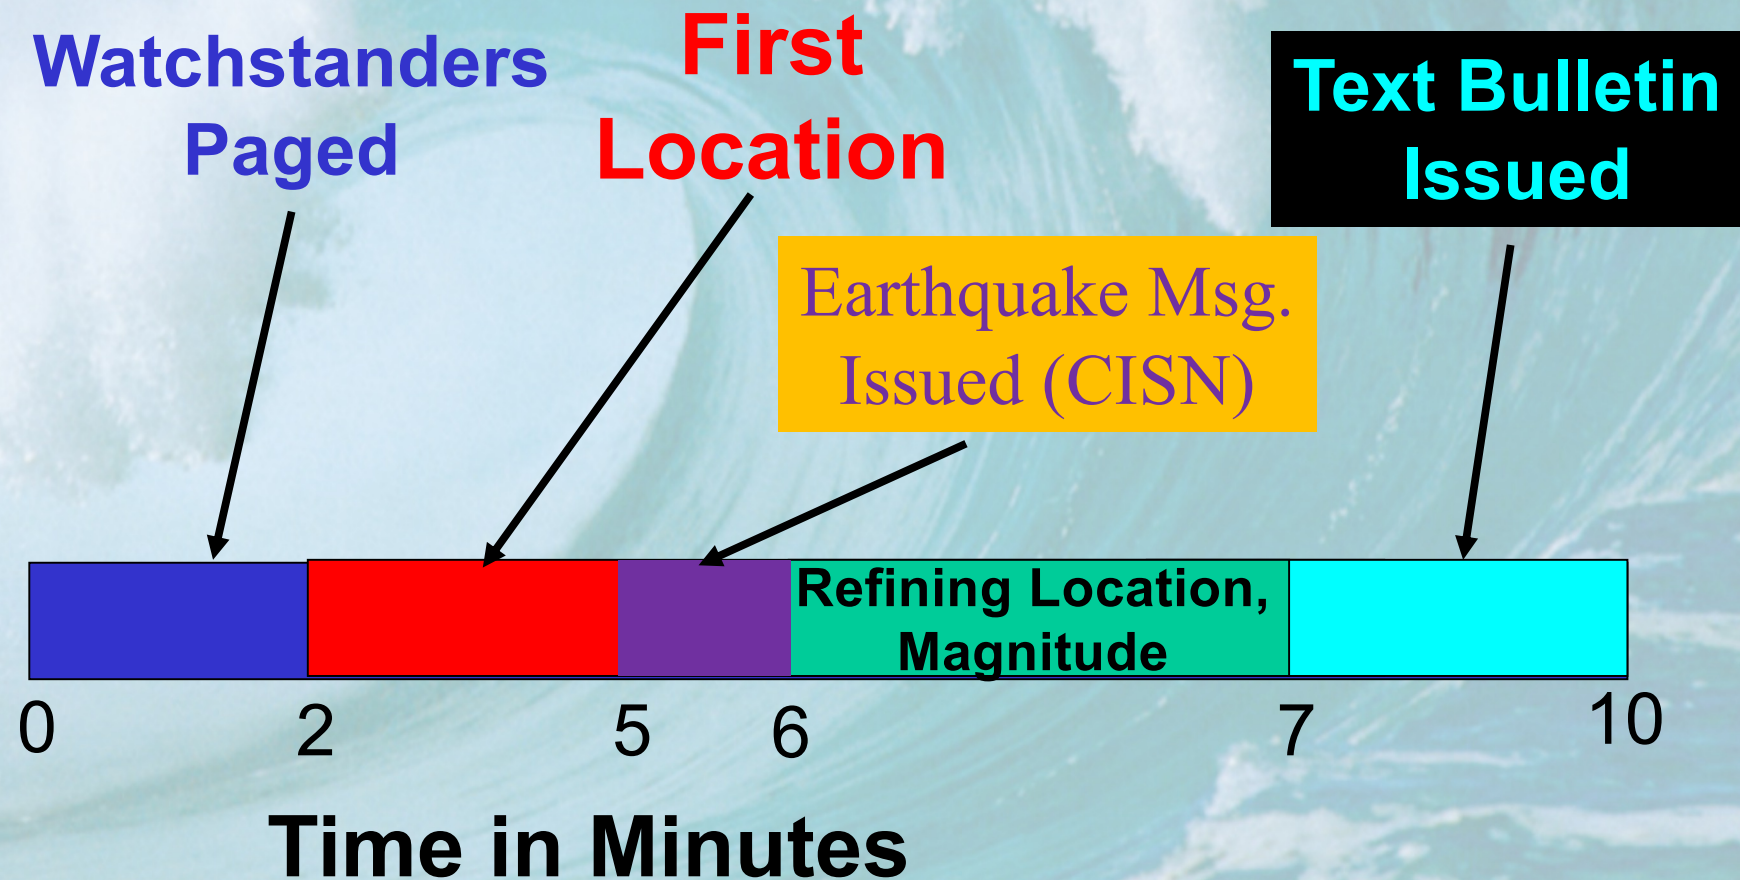 Watchstanders
Paged
First
Location
Text Bulletin
Issued
Earthquake Msg.
Issued (CISN)
Refining Location,
Magnitude
0 2 5 6 7 10
Time in Minutes